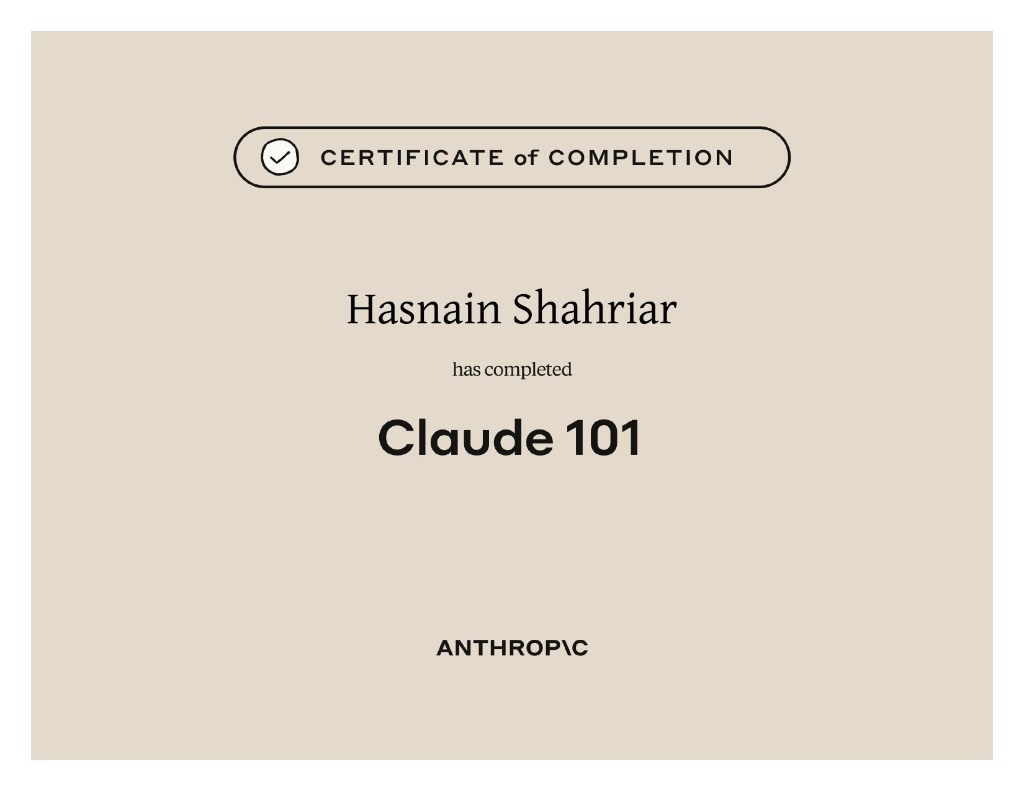 CERTIFICATE of COMPLETION
Hasnain Shahriar
has completed
Claude 101
ANTHROP\C